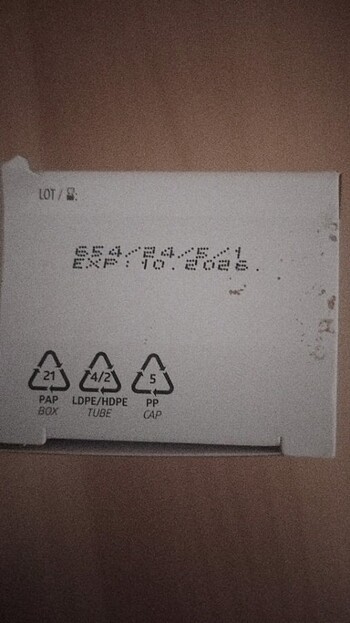 LOT / ⌛:
654/24/5/1
EXP: 10.2026.
21
4/2
5
PAP
LDPE/HDPE
PP
BOX
TUBE
CAP